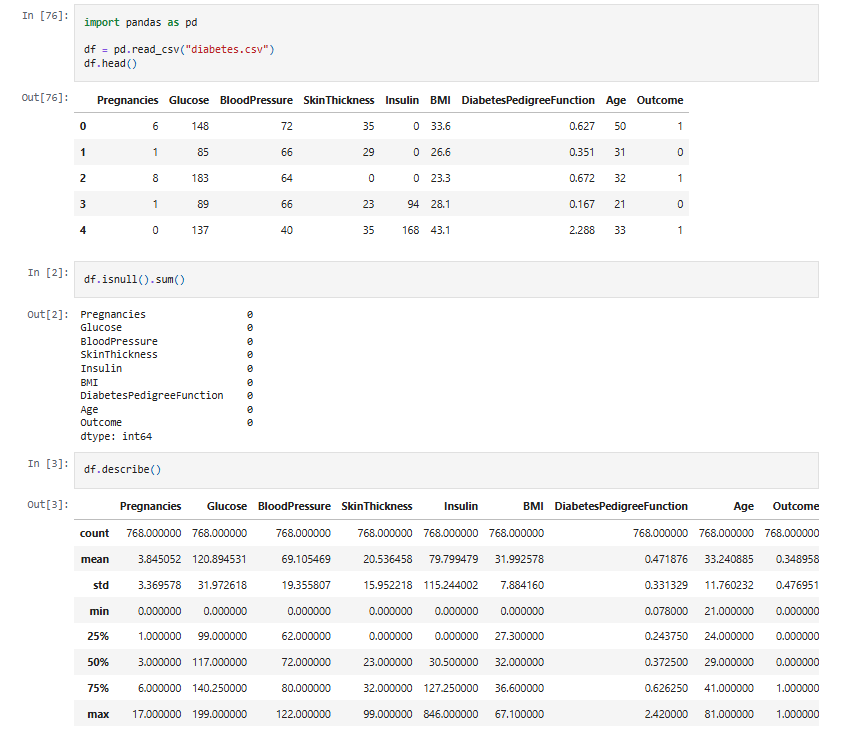 In [76]:
import pandas as pd
df = pd.read_csv("diabetes.csv")
df.head()
Out[76]:
Pregnancies Glucose BloodPressure SkinThickness Insulin BMI DiabetesPedigreeFunction Age Outcome
0 6 148 72 35 0 33.6 0.627 50 1
1 1 85 66 29 0 26.6 0.351 31 0
2 8 183 64 0 0 23.3 0.672 32 1
3 1 89 66 23 94 28.1 0.167 21 0
4 0 137 40 35 168 43.1 2.288 33 1
In [2]:
df.isnull().sum()
Out[2]:
Pregnancies 0
Glucose 0
BloodPressure 0
SkinThickness 0
Insulin 0
BMI 0
DiabetesPedigreeFunction 0
Age 0
Outcome 0
dtype: int64
In [3]:
df.describe()
Out[3]:
Pregnancies Glucose BloodPressure SkinThickness Insulin BMI DiabetesPedigreeFunction Age Outcome
count 768.000000 768.000000 768.000000 768.000000 768.000000 768.000000 768.000000 768.000000 768.000000
mean 3.845052 120.894531 69.105469 20.536458 79.799479 31.992578 0.471876 33.240885 0.348958
std 3.369578 31.972618 19.355807 15.952218 115.244002 7.884160 0.331329 11.760232 0.476951
min 0.000000 0.000000 0.000000 0.000000 0.000000 0.000000 0.078000 21.000000 0.000000
25% 1.000000 99.000000 62.000000 0.000000 0.000000 27.300000 0.243750 24.000000 0.000000
50% 3.000000 117.000000 72.000000 23.000000 30.500000 32.000000 0.372500 29.000000 0.000000
75% 6.000000 140.250000 80.000000 32.000000 127.250000 36.600000 0.626250 41.000000 1.000000
max 17.000000 199.000000 122.000000 99.000000 846.000000 67.100000 2.420000 81.000000 1.000000